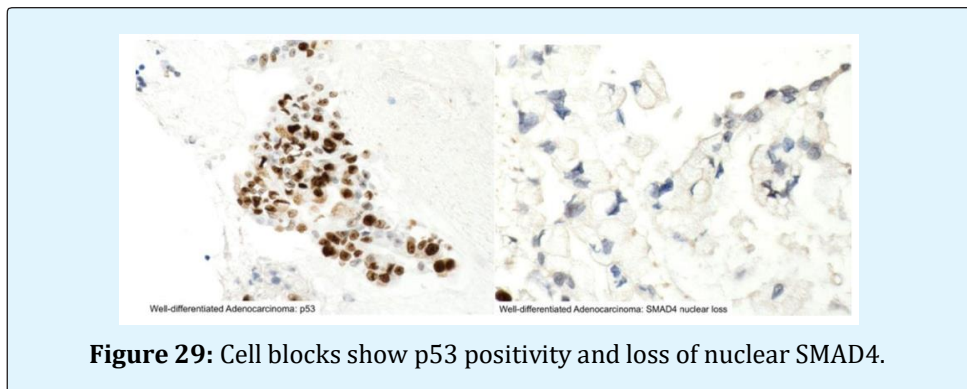 Well-differentiated Adenocarcinoma: p53
Well-differentiated Adenocarcinoma: SMAD4 nuclear loss
Figure 29: Cell blocks show p53 positivity and loss of nuclear SMAD4.